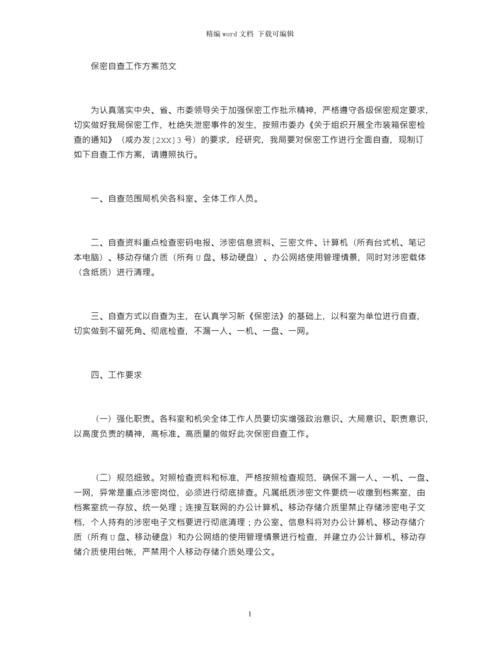 精编word文档 下载可编辑
保密自查工作方案范文
为认真落实中央、省、市委领导关于加强保密工作批示精神，严格遵守各级保密规定要求，
切实做好我局保密工作，杜绝失泄密事件的发生，按照市委办《关于组织开展全市装箱保密检
查的通知》（咸办发[2XX]3号）的要求，经研究，我局要对保密工作进行全面自查，现制订
如下自查工作方案，请遵照执行。
一、自查范围局机关各科室、全体工作人员。
二、自查资料重点检查密码电报、涉密信息资料、三密文件、计算机（所有台式机、笔记
本电脑）、移动存储介质（所有U盘、移动硬盘）、办公网络使用管理情景，同时对涉密载体
（含纸质）进行清理。
三、自查方式以自查为主，在认真学习新《保密法》的基础上，以科室为单位进行自查，
切实做到不留死角、彻底检查，不漏一人、一机、一盘、一网。
四、工作要求
（一）强化职责。各科室和机关全体工作人员要切实增强政治意识、大局意识、职责意识，
以高度负责的精神，高标准、高质量的做好此次保密自查工作。
（二）规范细致。对照检查资料和标准，严格按照检查规范，确保不漏一人、一机、一盘、
一网，异常是重点涉密岗位，必须进行彻底排查。凡属纸质涉密文件要统一收缴到档案室，由
档案室统一存放、统一处理；连接互联网的办公计算机、移动存储介质里禁止存储涉密电子文
档，个人持有的涉密电子文档要进行彻底清理；办公室、信息科将对办公计算机、移动存储介
质（所有U盘、移动硬盘）和办公网络的使用管理情景进行检查，并建立办公计算机、移动存
储介质使用台帐，严禁用个人移动存储介质处理公文。
1